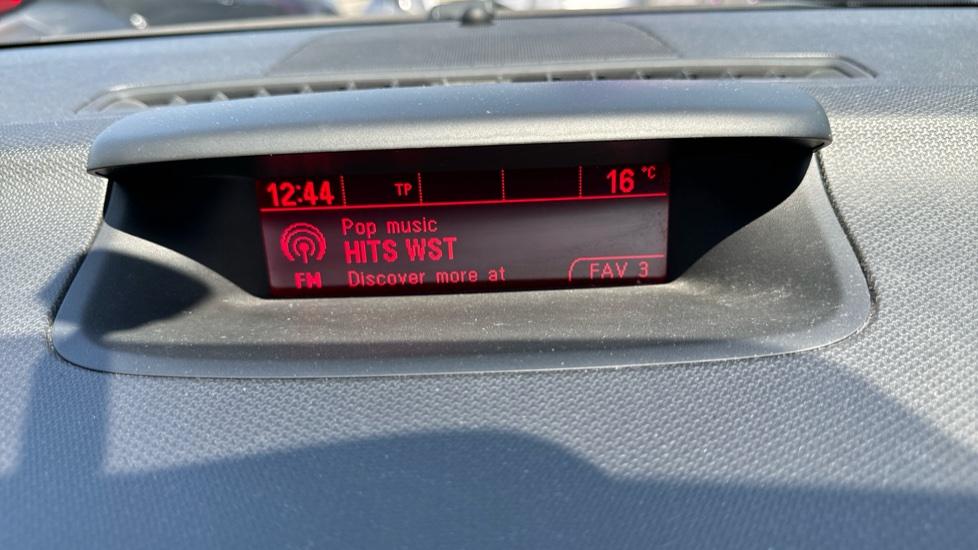 12:44 TP 16 °C
Pop music
HITS WST
FM Discover more at FAV 3